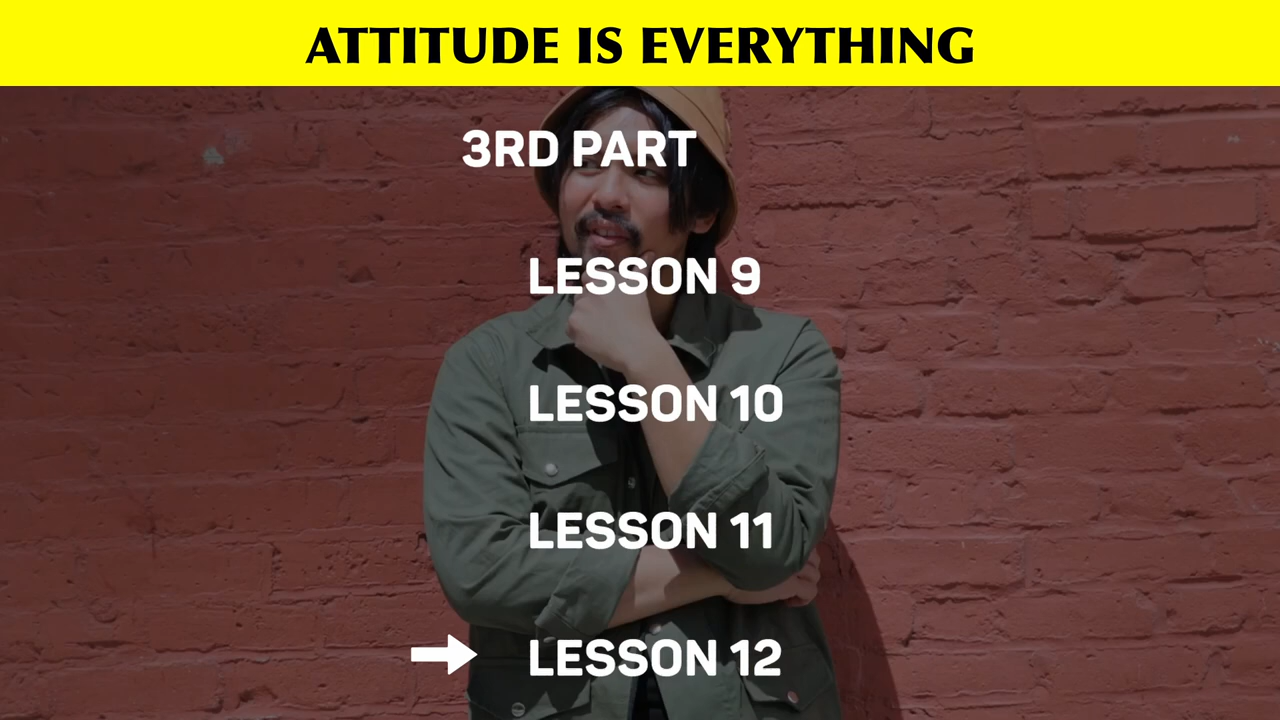 ATTITUDE IS EVERYTHING
3RD PART
LESSON 9
LESSON 10
LESSON 11
LESSON 12